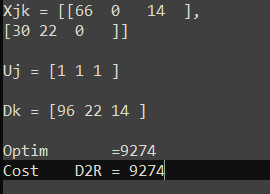 Xjk = [[66  0   14  ],
[30 22  0   ]]
Uj = [1 1 1 ]
Dk = [96 22 14 ]
Optim        =9274
Cost    D2R = 9274